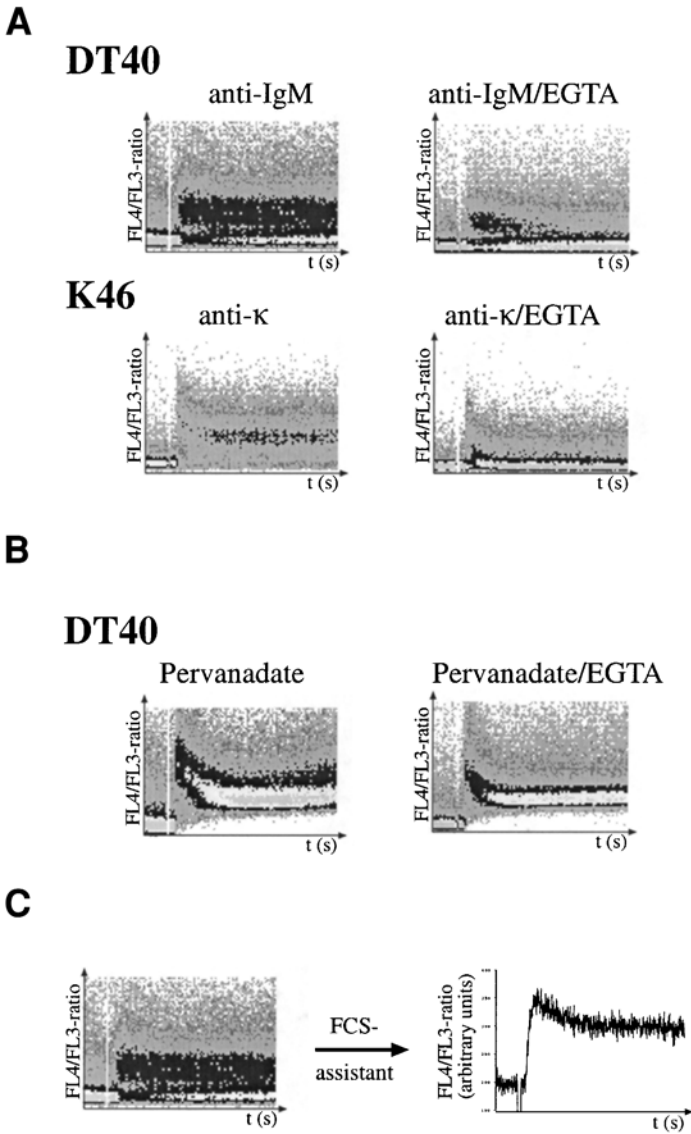 A
DT40
anti-IgM
anti-IgM/EGTA
FL4/FL3-ratio
t (s)
FL4/FL3-ratio
t (s)
K46
anti-κ
anti-κ/EGTA
FL4/FL3-ratio
t (s)
FL4/FL3-ratio
t (s)
B
DT40
Pervanadate
Pervanadate/EGTA
FL4/FL3-ratio
t (s)
FL4/FL3-ratio
t (s)
C
FL4/FL3-ratio
t (s)
FCS-
assistant
FL4/FL3-ratio
(arbitrary units)
t (s)